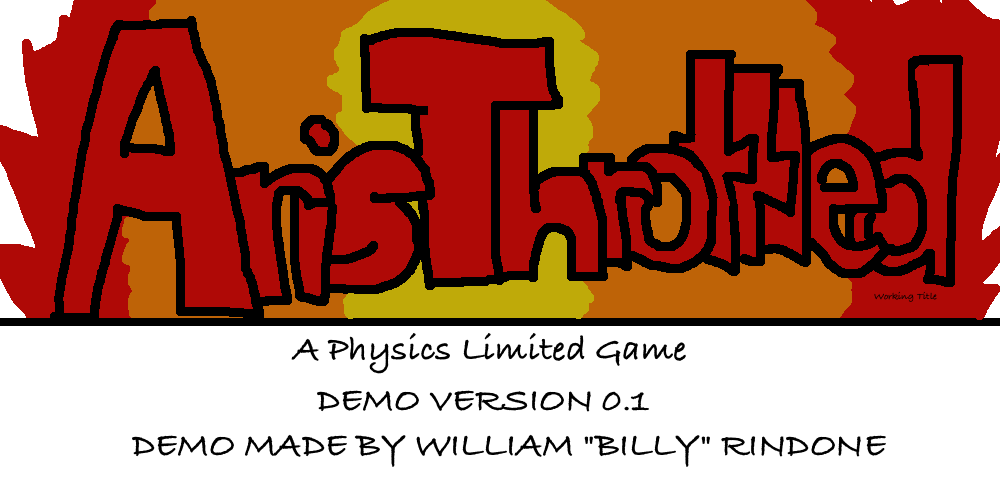 ArisThrottled
Working Title
A Physics Limited Game
DEMO VERSION 0.1
DEMO MADE BY WILLIAM "BILLY" RINDONE